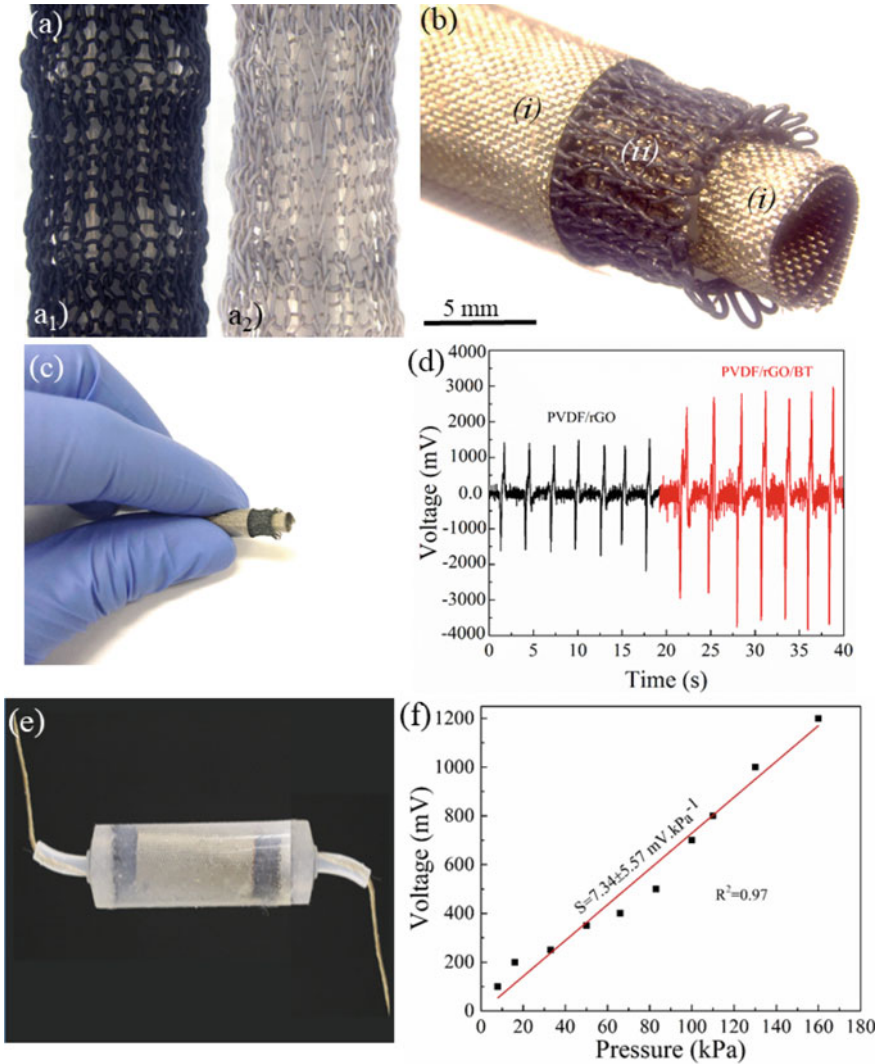 (a)
a1)
a2)
(b)
(i)
(ii)
(i)
5 mm
(c)
(d)
4000
3000
2000
1000
0.0
-1000
-2000
-3000
-4000
Voltage (mV)
PVDF/rGO
PVDF/rGO/BT
0 5 10 15 20 25 30 35 40
Time (s)
(e)
(f)
1200
1000
800
600
400
200
0
Voltage (mV)
S=7.34±5.57 mV.kPa⁻¹
R²=0.97
0 20 40 60 80 100 120 140 160 180
Pressure (kPa)